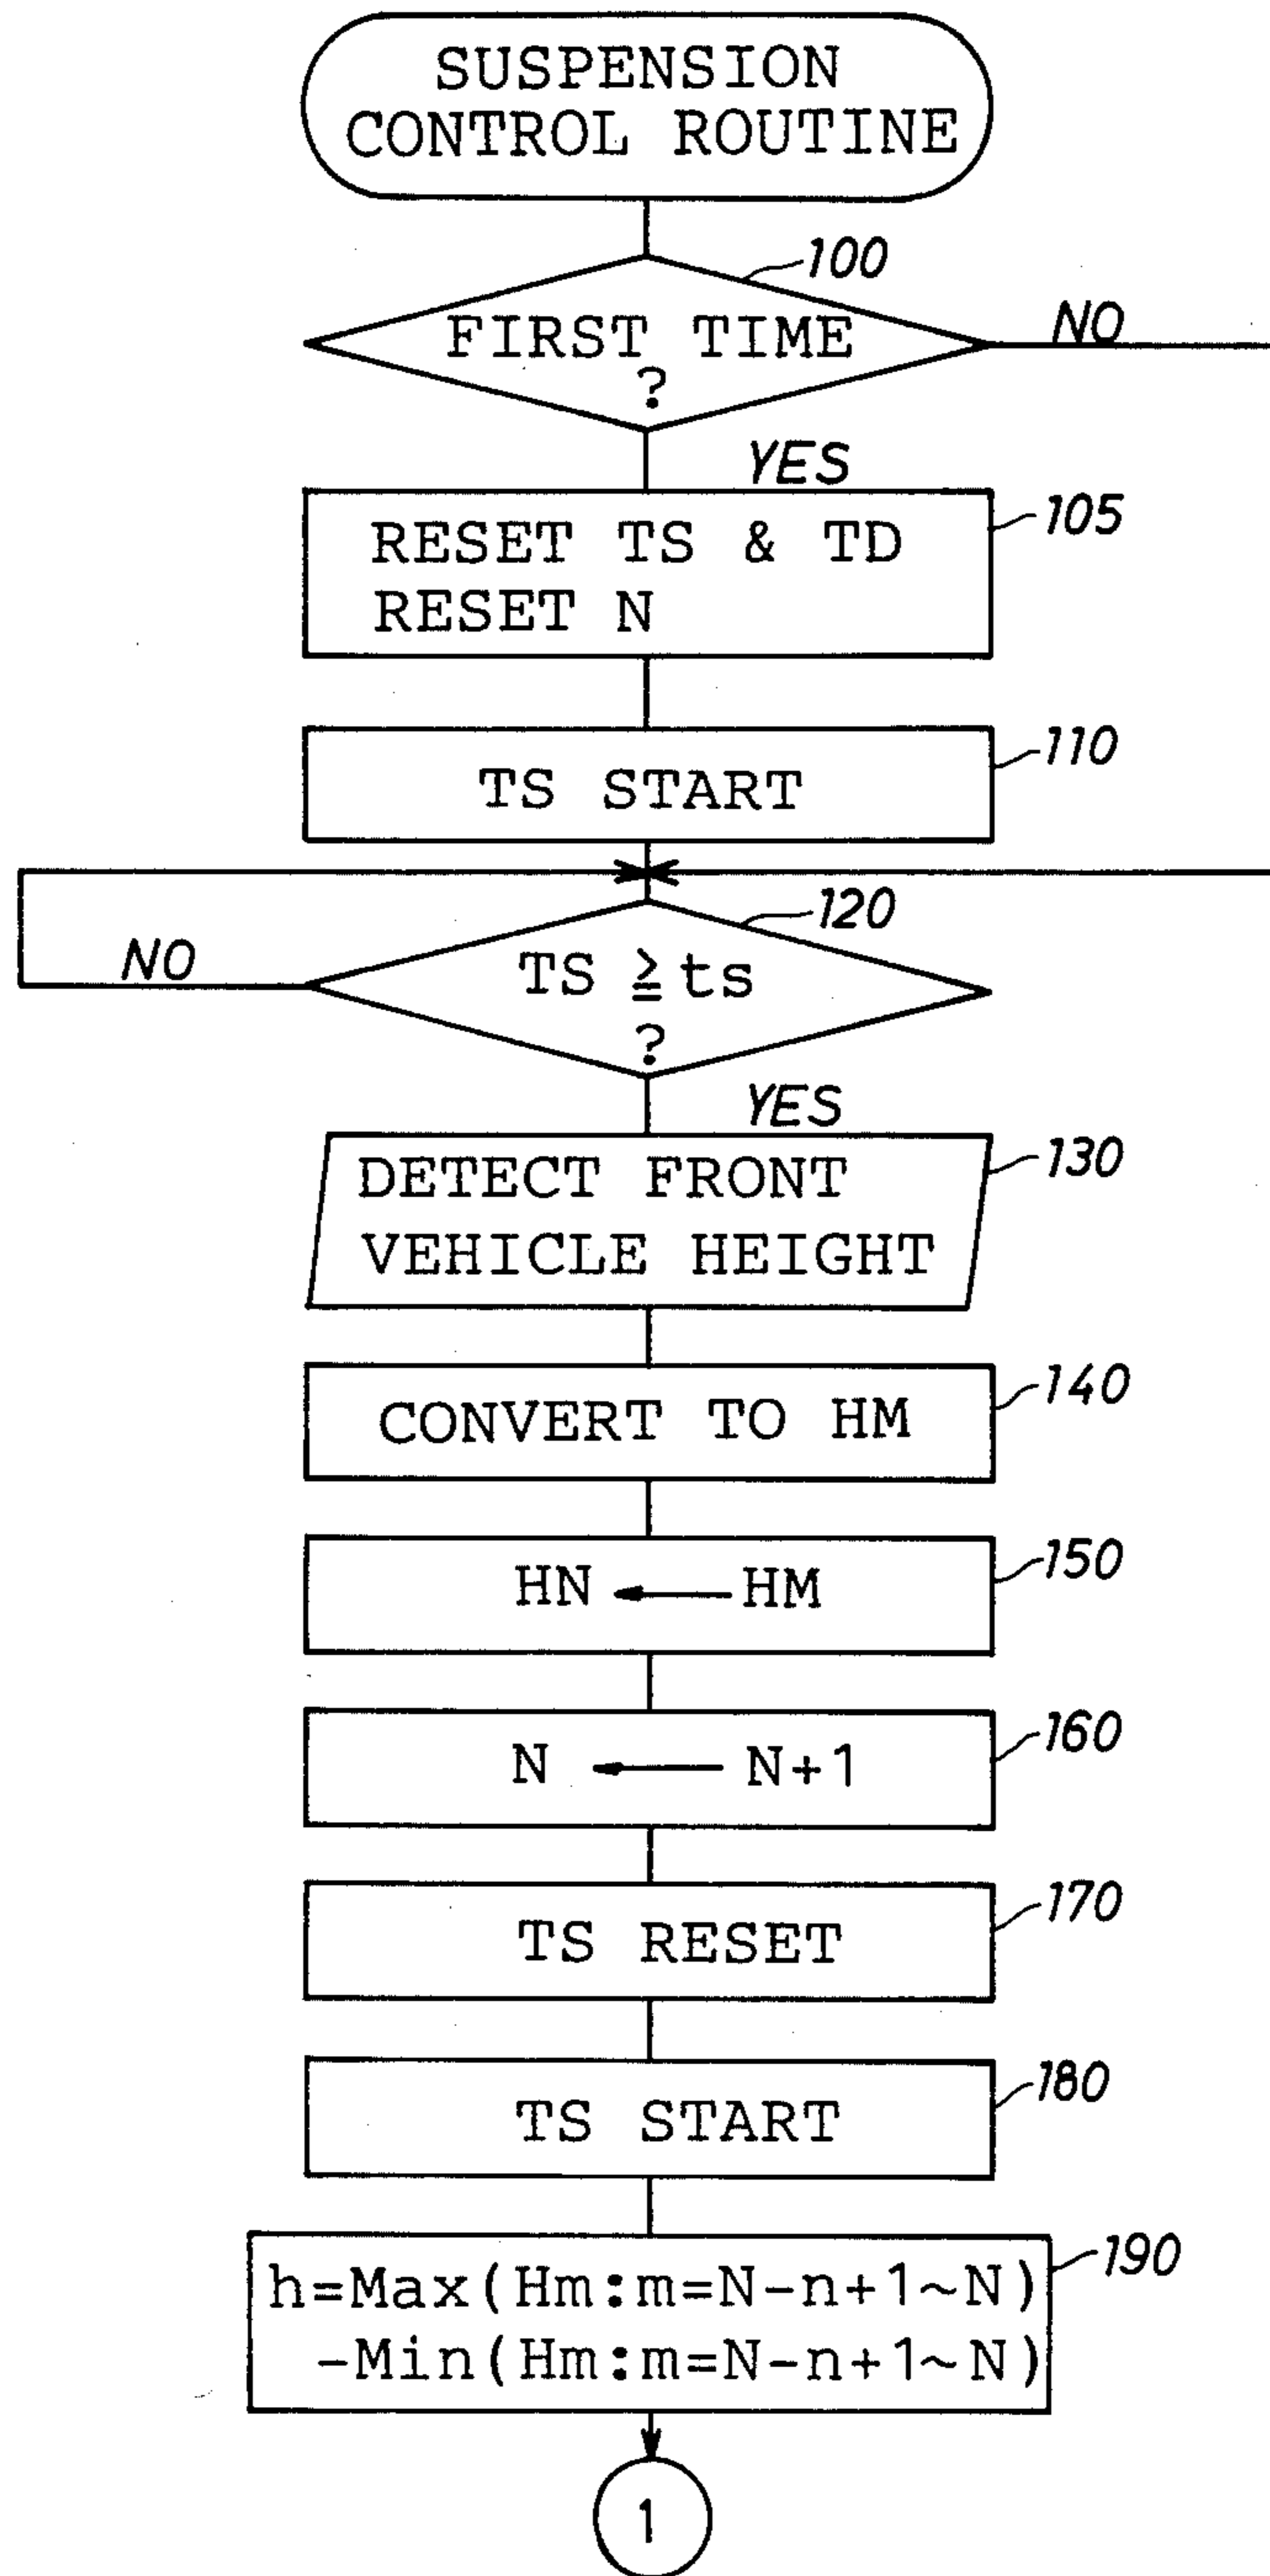 SUSPENSION
CONTROL ROUTINE
100
FIRST TIME
?
NO
YES
105
RESET TS & TD
RESET N
110
TS START
120
TS ≧ ts
?
NO
YES
130
DETECT FRONT
VEHICLE HEIGHT
140
CONVERT TO HM
150
HN ← HM
160
N ← N+1
170
TS RESET
180
TS START
190
h=Max(Hm:m=N-n+1~N)
-Min(Hm:m=N-n+1~N)
1